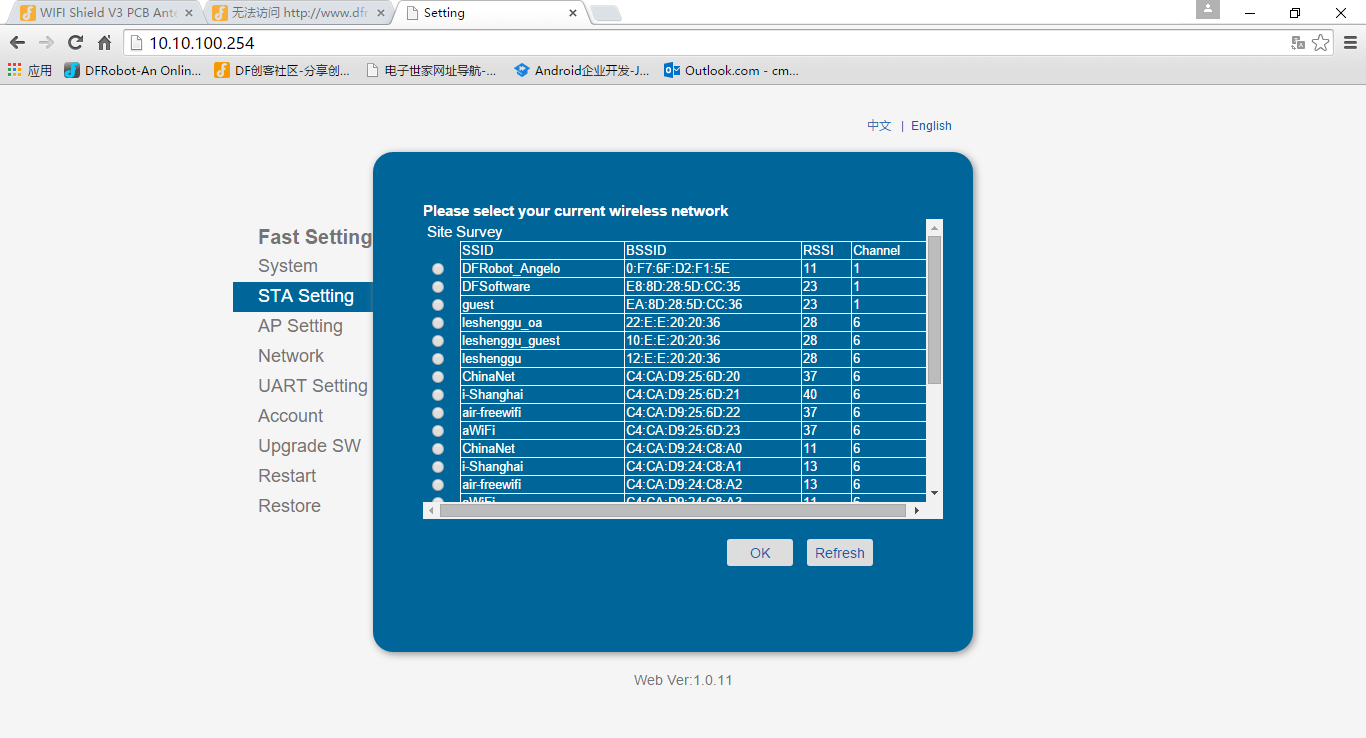 WIFI Shield V3 PCB Ante
无法访问 http://www.dfr
Setting
10.10.100.254
应用
DFRobot-An Onlin...
DF创客社区-分享创...
电子世家网址导航-...
Android企业开发-J...
Outlook.com - cm...
中文 | English
Fast Setting
System
STA Setting
AP Setting
Network
UART Setting
Account
Upgrade SW
Restart
Restore
Please select your current wireless network
Site Survey
SSID BSSID RSSI Channel
DFRobot_Angelo 0:F7:6F:D2:F1:5E 11 1
DFSoftware E8:8D:28:5D:CC:35 23 1
guest EA:8D:28:5D:CC:36 23 1
leshenggu_oa 22:E:E:20:20:36 28 6
leshenggu_guest 10:E:E:20:20:36 28 6
leshenggu 12:E:E:20:20:36 28 6
ChinaNet C4:CA:D9:25:6D:20 37 6
i-Shanghai C4:CA:D9:25:6D:21 40 6
air-freewifi C4:CA:D9:25:6D:22 37 6
aWiFi C4:CA:D9:25:6D:23 37 6
ChinaNet C4:CA:D9:24:C8:A0 11 6
i-Shanghai C4:CA:D9:24:C8:A1 13 6
air-freewifi C4:CA:D9:24:C8:A2 13 6
aWiFi C4:CA:D9:24:C8:A3 11 6
OK Refresh
Web Ver:1.0.11